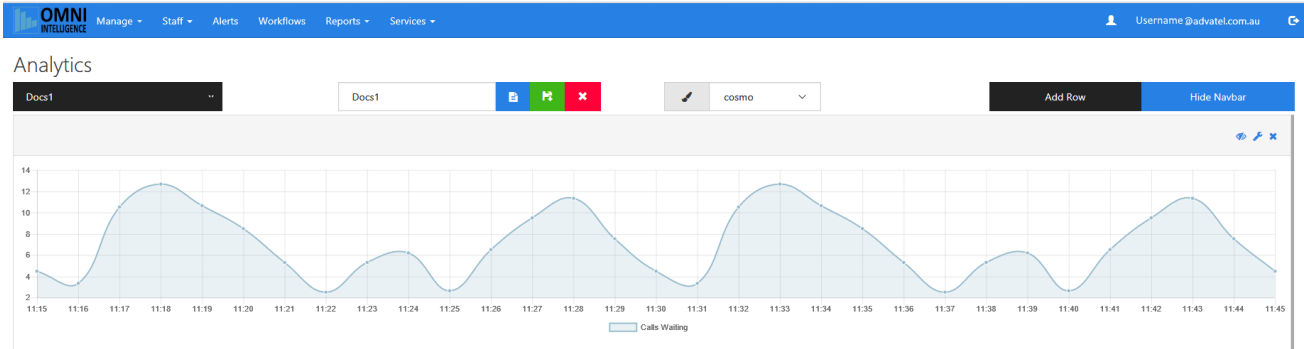 OMNI
INTELLIGENCE
Manage Staff Alerts Workflows Reports Services Username@advatel.com.au
Analytics
Docs1 Docs1 cosmo Add Row Hide Navbar
14
12
10
8
6
4
2
11:15 11:16 11:17 11:18 11:19 11:20 11:21 11:22 11:23 11:24 11:25 11:26 11:27 11:28 11:29 11:30 11:31 11:32 11:33 11:34 11:35 11:36 11:37 11:38 11:39 11:40 11:41 11:42 11:43 11:44 11:45
Calls Waiting